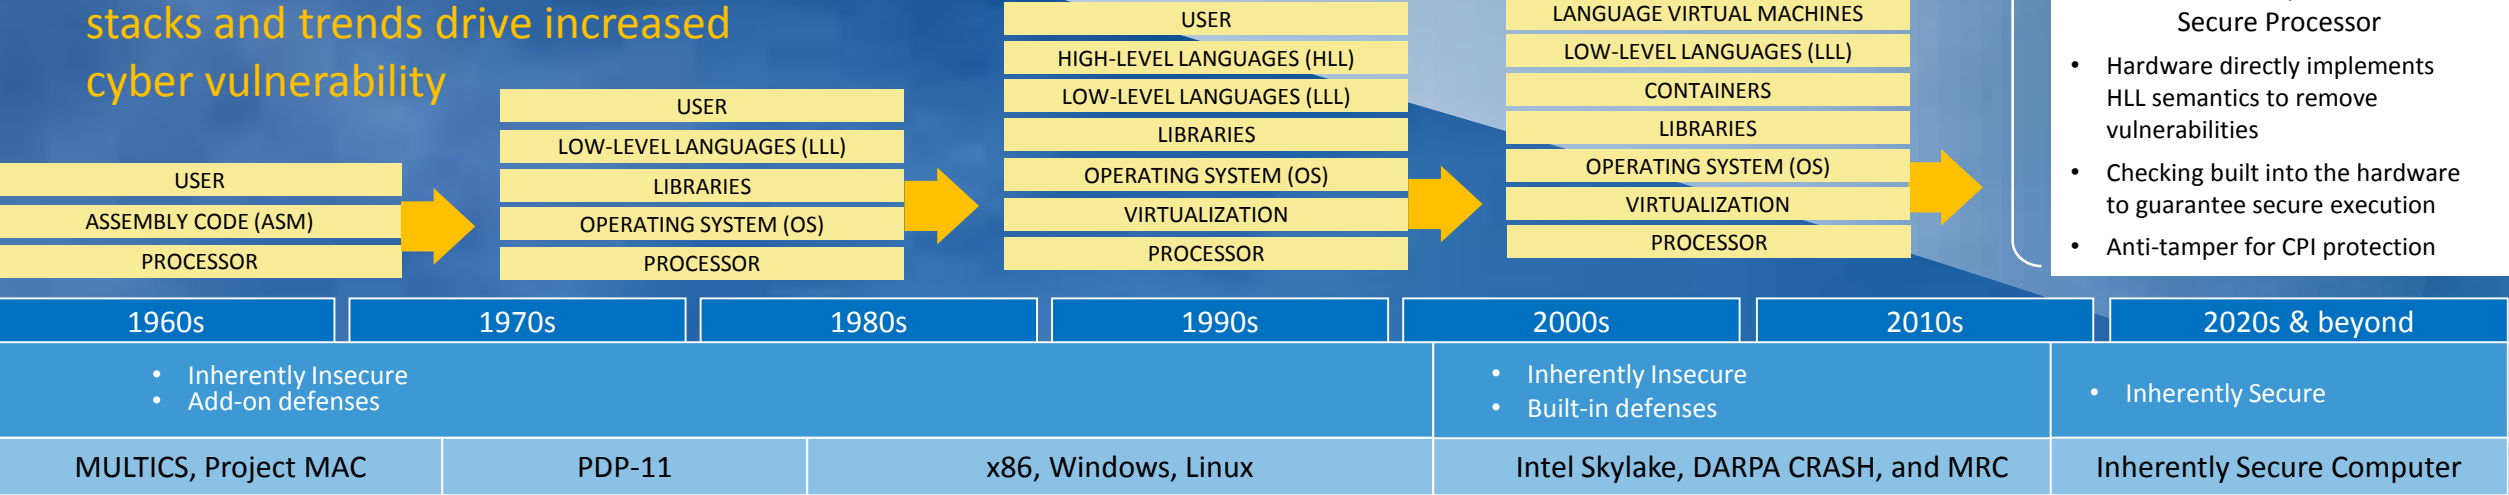 stacks and trends drive increased
cyber vulnerability
USER
ASSEMBLY CODE (ASM)
PROCESSOR
USER
LOW-LEVEL LANGUAGES (LLL)
LIBRARIES
OPERATING SYSTEM (OS)
PROCESSOR
USER
HIGH-LEVEL LANGUAGES (HLL)
LOW-LEVEL LANGUAGES (LLL)
LIBRARIES
OPERATING SYSTEM (OS)
VIRTUALIZATION
PROCESSOR
LANGUAGE VIRTUAL MACHINES
LOW-LEVEL LANGUAGES (LLL)
CONTAINERS
LIBRARIES
OPERATING SYSTEM (OS)
VIRTUALIZATION
PROCESSOR
Secure Processor
• Hardware directly implements
HLL semantics to remove
vulnerabilities
• Checking built into the hardware
to guarantee secure execution
• Anti-tamper for CPI protection
1960s
1970s
1980s
1990s
2000s
2010s
2020s & beyond
• Inherently Insecure
• Add-on defenses
• Inherently Insecure
• Built-in defenses
• Inherently Secure
MULTICS, Project MAC
PDP-11
x86, Windows, Linux
Intel Skylake, DARPA CRASH, and MRC
Inherently Secure Computer